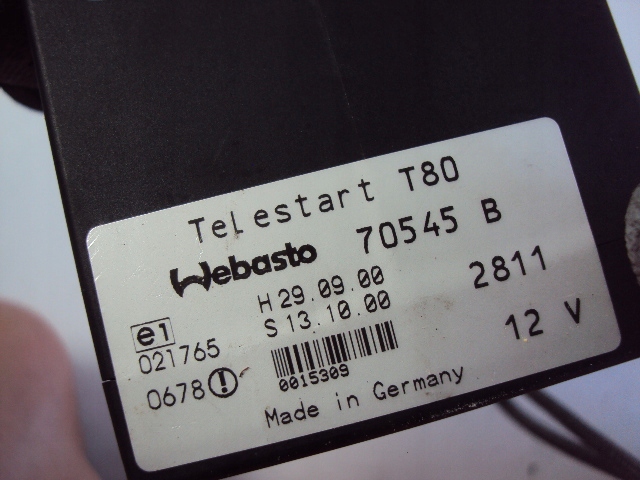 Telestart T80
Webasto 70545 B
H 29.09.00 2811
S 13.10.00 12 V
e1
021765
0678
0015309
Made in Germany